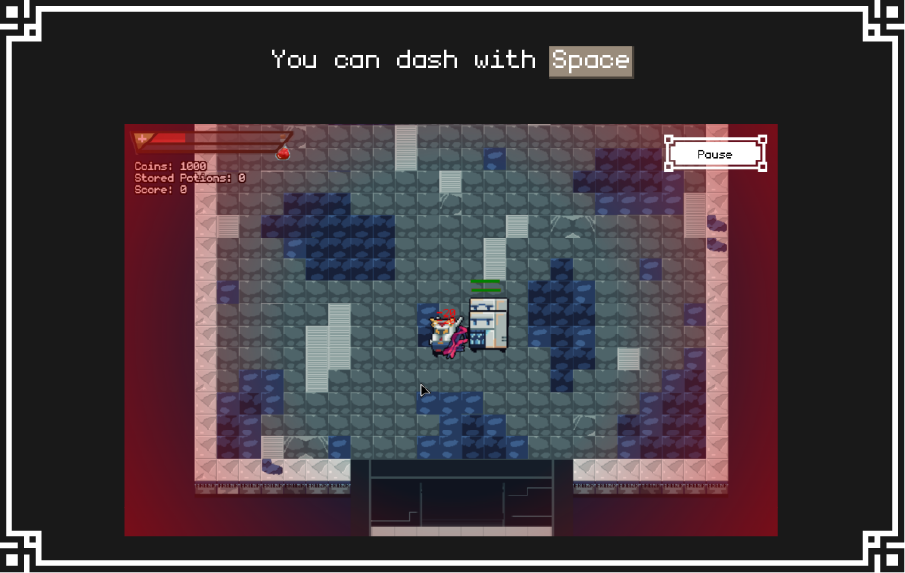 You can dash with Space
Pause
Coins: 1000
Stored Potions: 0
Score: 0